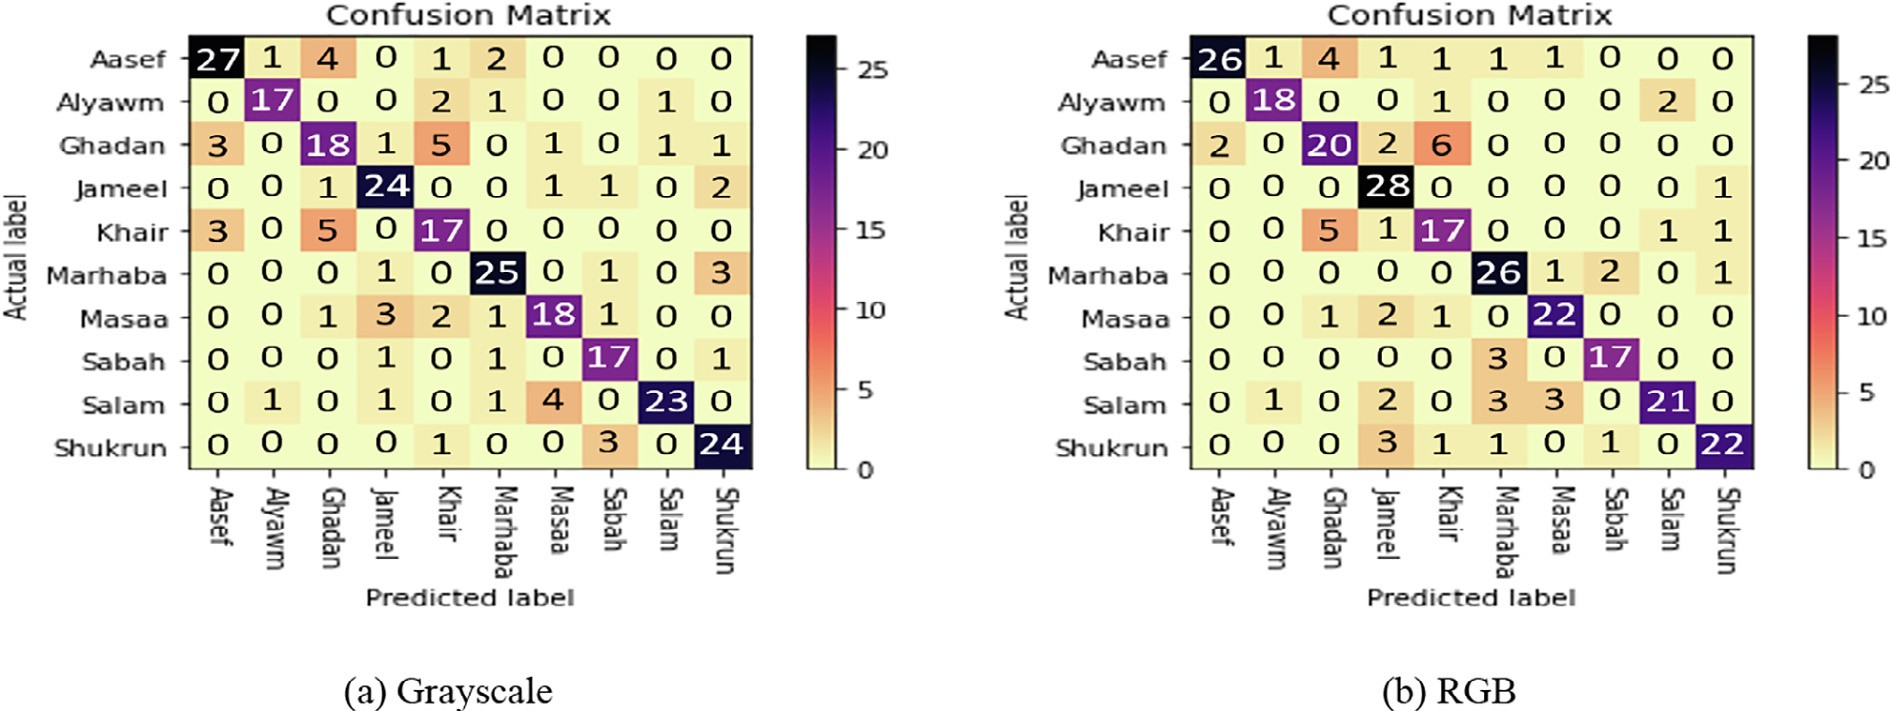 Confusion Matrix
Aasef 27 1 4 0 1 2 0 0 0 0
Alyawm 0 17 0 0 2 1 0 0 1 0
Ghadan 3 0 18 1 5 0 1 0 1 1
Jameel 0 0 1 24 0 0 1 1 0 2
Khair 3 0 5 0 17 0 0 0 0 0
Marhaba 0 0 0 1 0 25 0 1 0 3
Masaa 0 0 1 3 2 1 18 1 0 0
Sabah 0 0 0 1 0 1 0 17 0 1
Salam 0 1 0 1 0 1 4 0 23 0
Shukrun 0 0 0 0 1 0 0 3 0 24
Actual label
Aasef Alyawm Ghadan Jameel Khair Marhaba Masaa Sabah Salam Shukrun
Predicted label
25
20
15
10
5
0
(a) Grayscale
Confusion Matrix
Aasef 26 1 4 1 1 1 1 0 0 0
Alyawm 0 18 0 0 1 0 0 0 2 0
Ghadan 2 0 20 2 6 0 0 0 0 0
Jameel 0 0 0 28 0 0 0 0 0 1
Khair 0 0 5 1 17 0 0 0 1 1
Marhaba 0 0 0 0 0 26 1 2 0 1
Masaa 0 0 1 2 1 0 22 0 0 0
Sabah 0 0 0 0 0 3 0 17 0 0
Salam 0 1 0 2 0 3 3 0 21 0
Shukrun 0 0 0 3 1 1 0 1 0 22
Actual label
Aasef Alyawm Ghadan Jameel Khair Marhaba Masaa Sabah Salam Shukrun
Predicted label
25
20
15
10
5
0
(b) RGB